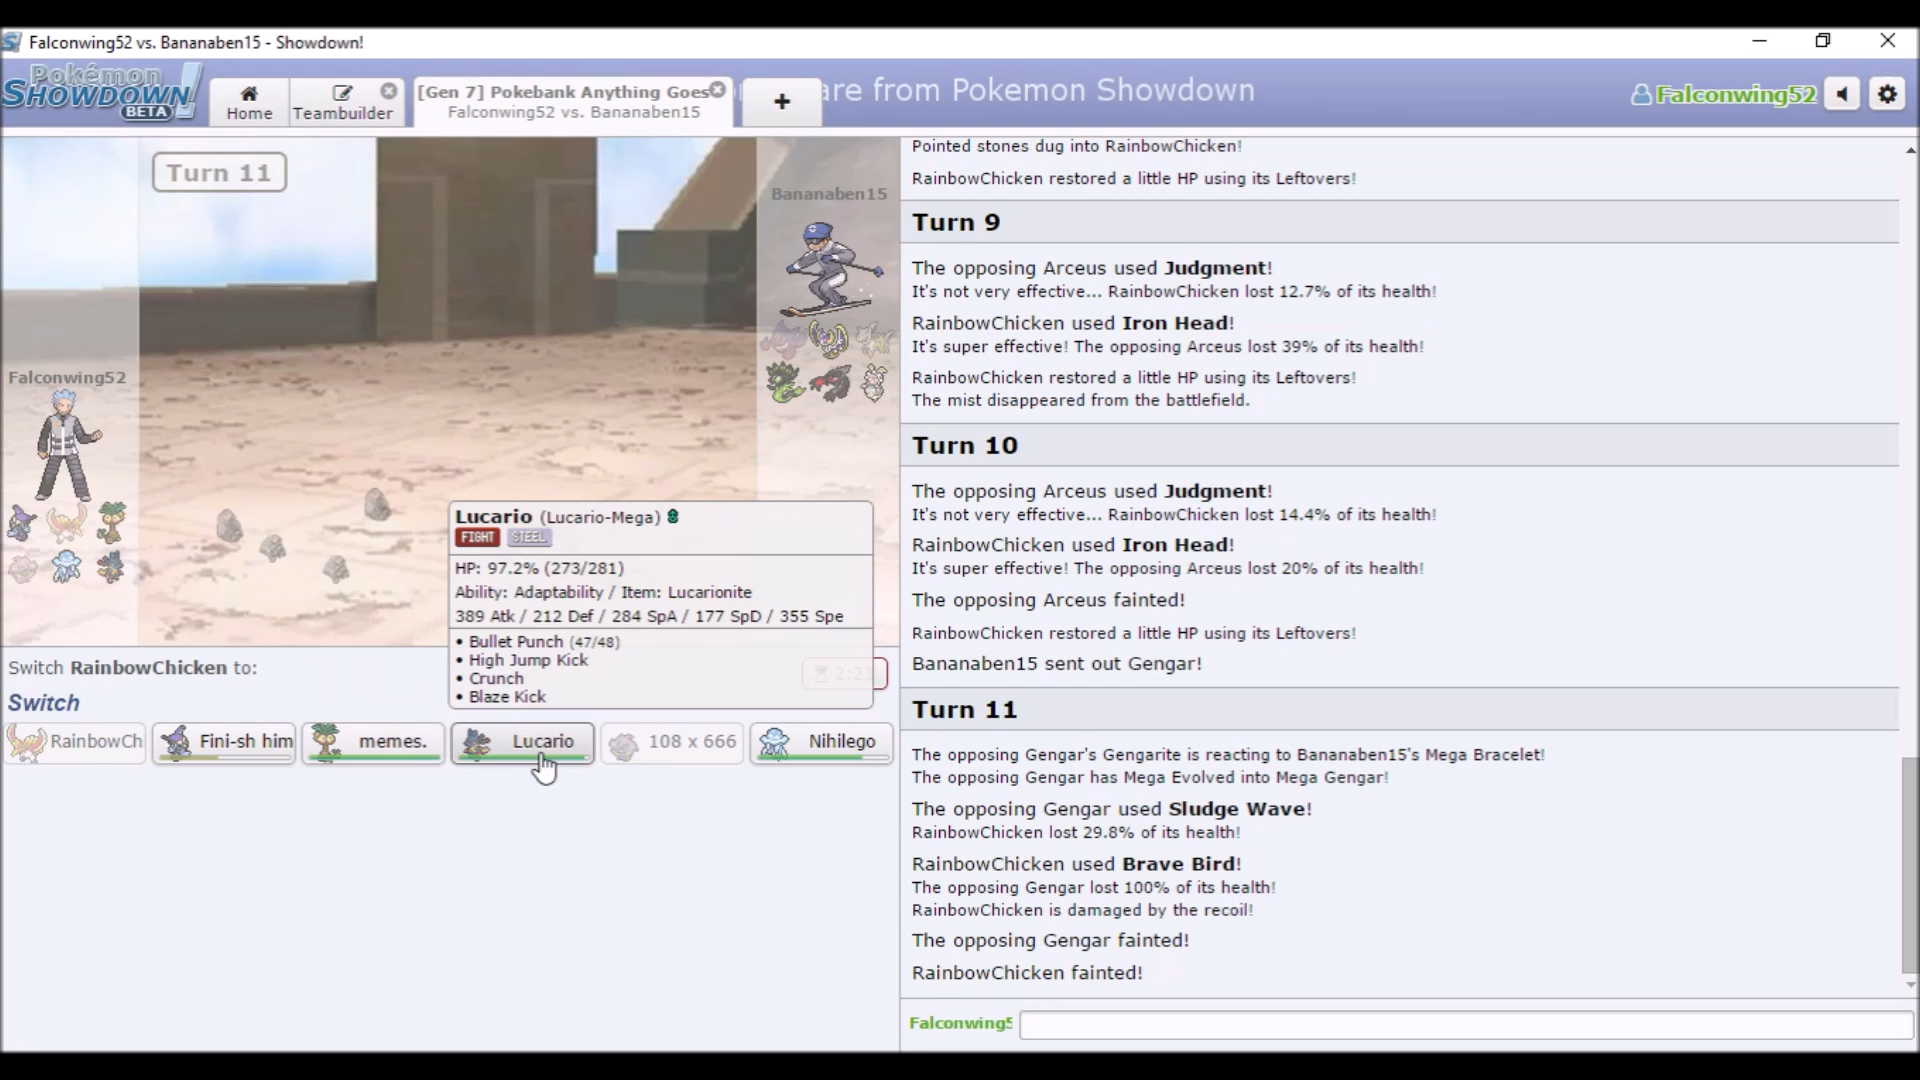 Falconwing52 vs. Bananaben15 - Showdown!
Pokémon
SHOWDOWN!
BETA
Home
Teambuilder
[Gen 7] Pokebank Anything Goes
Falconwing52 vs. Bananaben15
+
are from Pokemon Showdown
Falconwing52
Turn 11
Bananaben15
Falconwing52
Lucario (Lucario-Mega)
FIGHT STEEL
HP: 97.2% (273/281)
Ability: Adaptability / Item: Lucarionite
389 Atk / 212 Def / 284 SpA / 177 SpD / 355 Spe
• Bullet Punch (47/48)
• High Jump Kick
• Crunch
• Blaze Kick
Switch RainbowChicken to:
Switch
RainbowCh
Fini-sh him
memes.
Lucario
108 x 666
Nihilego
Pointed stones dug into RainbowChicken!
RainbowChicken restored a little HP using its Leftovers!
Turn 9
The opposing Arceus used Judgment!
It's not very effective... RainbowChicken lost 12.7% of its health!
RainbowChicken used Iron Head!
It's super effective! The opposing Arceus lost 39% of its health!
RainbowChicken restored a little HP using its Leftovers!
The mist disappeared from the battlefield.
Turn 10
The opposing Arceus used Judgment!
It's not very effective... RainbowChicken lost 14.4% of its health!
RainbowChicken used Iron Head!
It's super effective! The opposing Arceus lost 20% of its health!
The opposing Arceus fainted!
RainbowChicken restored a little HP using its Leftovers!
Bananaben15 sent out Gengar!
Turn 11
The opposing Gengar's Gengarite is reacting to Bananaben15's Mega Bracelet!
The opposing Gengar has Mega Evolved into Mega Gengar!
The opposing Gengar used Sludge Wave!
RainbowChicken lost 29.8% of its health!
RainbowChicken used Brave Bird!
The opposing Gengar lost 100% of its health!
RainbowChicken is damaged by the recoil!
The opposing Gengar fainted!
RainbowChicken fainted!
Falconwing5